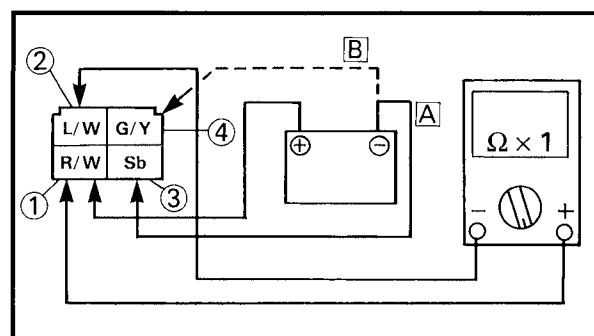 B
②
A
L/W G/Y
④
⊕ ⊖
Ω × 1
R/W Sb
① ③
− +